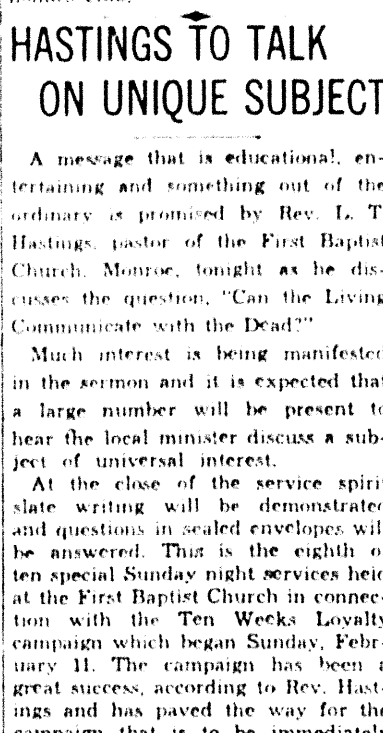 HASTINGS TO TALK
ON UNIQUE SUBJECT
A message that is educational, en-
tertaining and something out of the
ordinary is promised by Rev. L. T
Hastings, pastor of the First Baptist
Church, Monroe, tonight as he dis-
cusses the question, "Can the Living
Communicate with the Dead?"
Much interest is being manifested
in the sermon and it is expected that
a large number will be present to
hear the local minister discuss a sub-
ject of universal interest.
At the close of the service spirit
slate writing will be demonstrated
and questions in sealed envelopes will
be answered. This is the eighth of
ten special Sunday night services held
at the First Baptist Church in connec-
tion with the Ten Weeks Loyalty
campaign which began Sunday, Febr-
uary 11. The campaign has been a
great success, according to Rev. Hast-
ings and has paved the way for the
campaign that is to be immediately